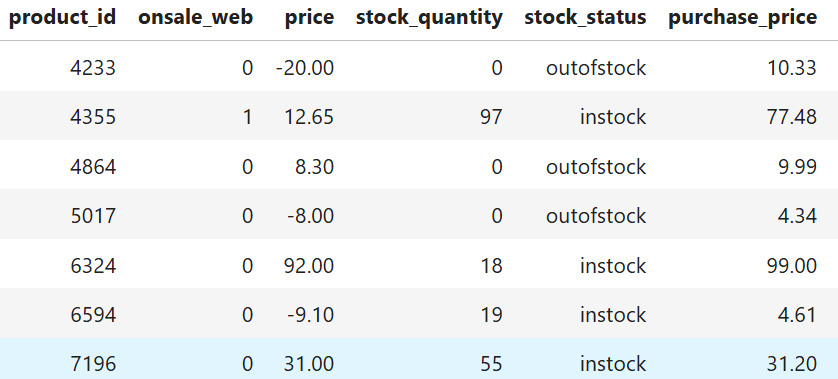 product_id onsale_web price stock_quantity stock_status purchase_price
4233 0 -20.00 0 outofstock 10.33
4355 1 12.65 97 instock 77.48
4864 0 8.30 0 outofstock 9.99
5017 0 -8.00 0 outofstock 4.34
6324 0 92.00 18 instock 99.00
6594 0 -9.10 19 instock 4.61
7196 0 31.00 55 instock 31.20